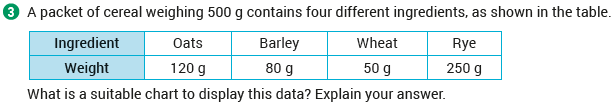 3 A packet of cereal weighing 500 g contains four different ingredients, as shown in the table.
Ingredient Oats Barley Wheat Rye
Weight 120 g 80 g 50 g 250 g
What is a suitable chart to display this data? Explain your answer.